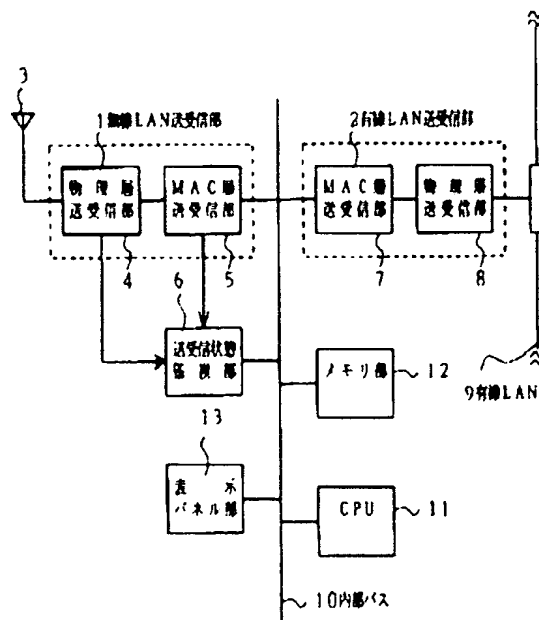 3
1無線LAN送受信部
2有線LAN送受信部
物理層
送受信部
MAC層
送受信部
MAC層
送受信部
物理層
送受信部
4
5
7
8
6
送受信状態
監視部
メモリ部
12
9有線LAN
13
表示
パネル部
CPU
11
10内部バス